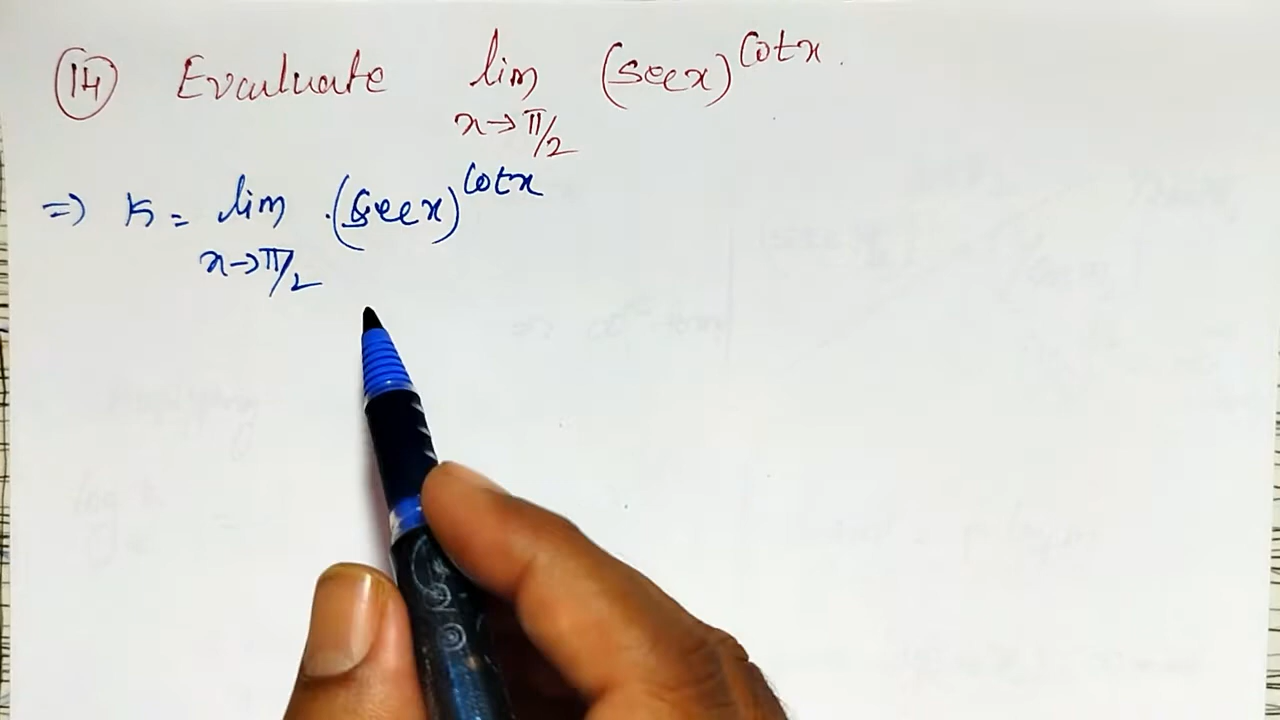 14 Evaluate lim x→π/2 (secx)^cotx.
⇒ K = lim x→π/2 (secx)^cotx